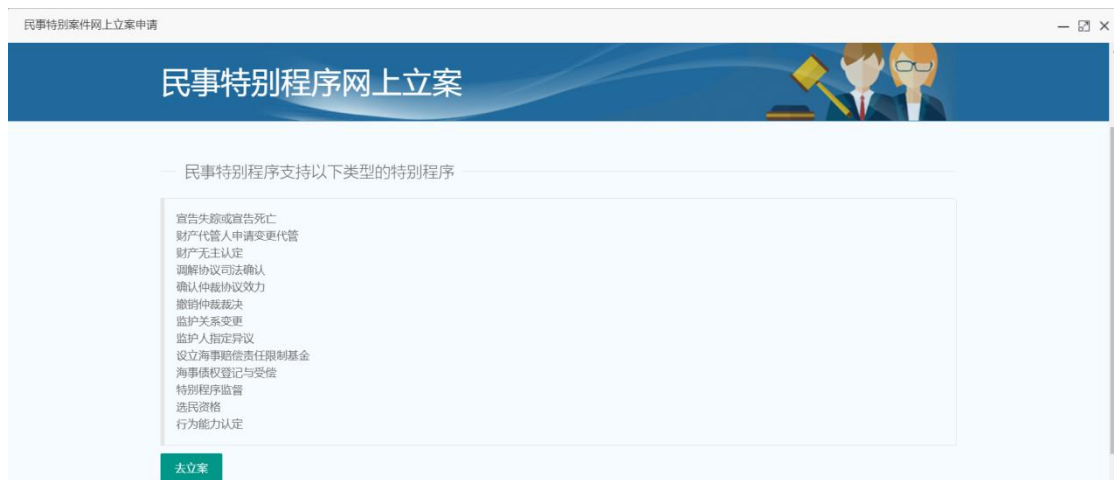 民事特别案件网上立案申请
民事特别程序网上立案
民事特别程序支持以下类型的特别程序
宣告失踪或宣告死亡
财产代管人申请变更代管
财产无主认定
调解协议司法确认
确认仲裁协议效力
撤销仲裁裁决
监护关系变更
监护人指定异议
设立海事赔偿责任限制基金
海事债权登记与受偿
特别程序监督
选民资格
行为能力认定
去立案